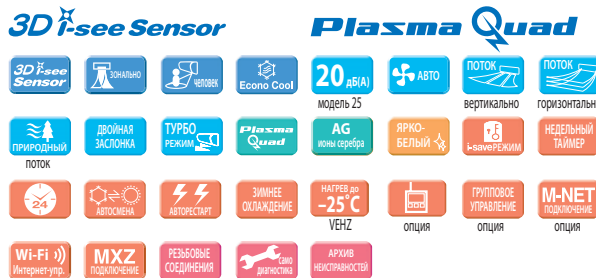 3D i-see Sensor
Plasma Quad
3D i-see
Sensor
ЗОНАЛЬНО
ЧЕЛОВЕК
Econo Cool
20 дБ(А)
модель 25
АВТО
ПОТОК
вертикально
ПОТОК
горизонтальн
ПРИРОДНЫЙ
поток
ДВОЙНАЯ
ЗАСЛОНКА
ТУРБО
РЕЖИМ
Plasma
Quad
AG
ионы серебра
ЯРКО-
БЕЛЫЙ
i-save РЕЖИМ
НЕДЕЛЬНЫЙ
ТАЙМЕР
24
АВТОСМЕНА
АВТОРЕСТАРТ
ЗИМНЕЕ
ОХЛАЖДЕНИЕ
НАГРЕВ до
–25°C
VEHZ
опция
ГРУППОВОЕ
УПРАВЛЕНИЕ
опция
M-NET
ПОДКЛЮЧЕНИЕ
опция
Wi-Fi
Интернет-упр.
MXZ
ПОДКЛЮЧЕНИЕ
РЕЗЬБОВЫЕ
СОЕДИНЕНИЯ
Само
диагностика
АРХИВ
НЕИСПРАВНОСТЕЙ